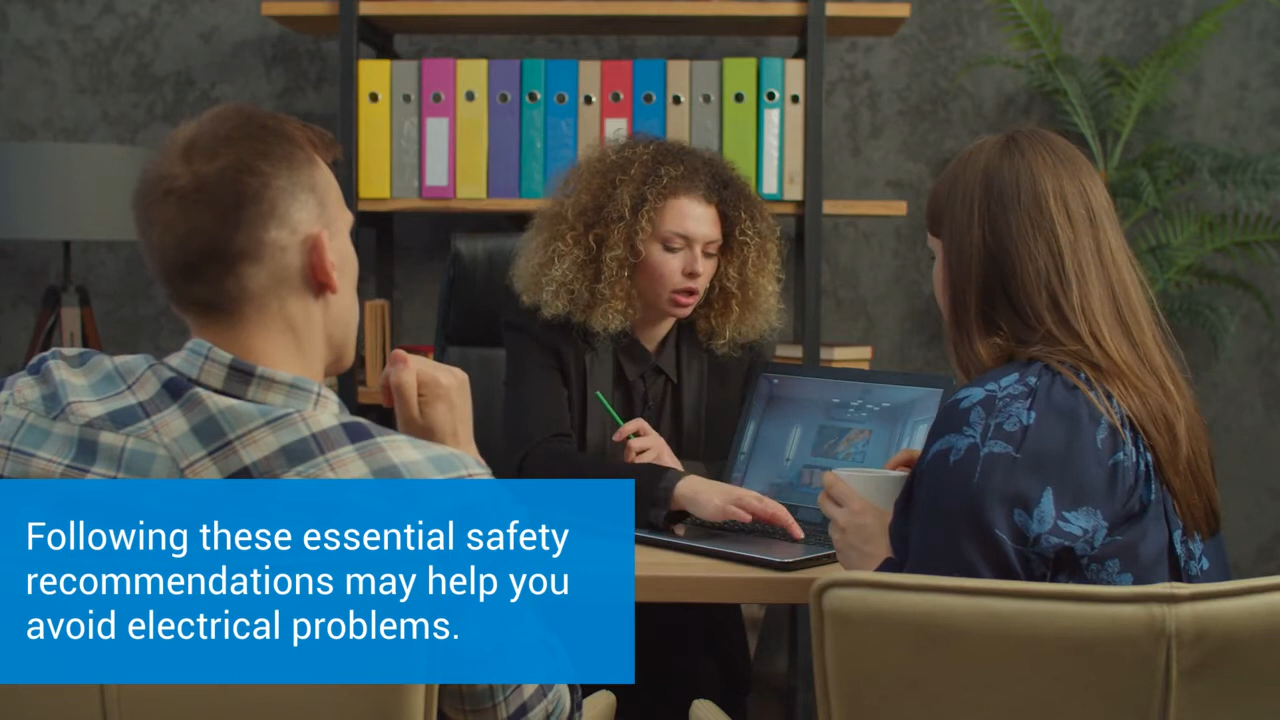 Following these essential safety
recommendations may help you
avoid electrical problems.